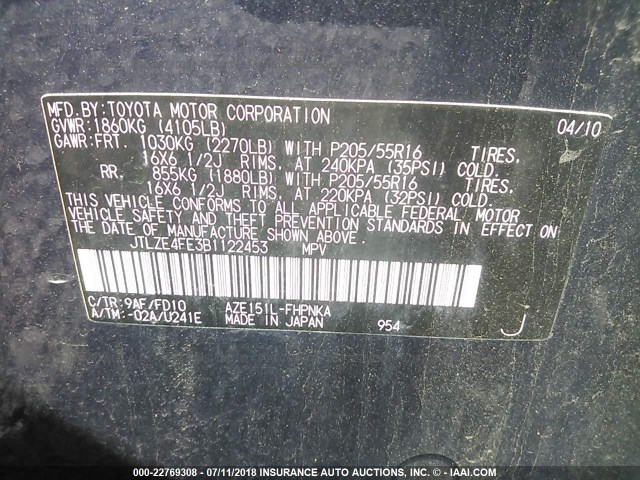 MFD.BY:TOYOTA MOTOR CORPORATION 04/10
GVWR:1860KG (4105LB)
GAWR:FRT. 1030KG (2270LB) WITH P205/55R16 TIRES,
16X6 1/2J RIMS, AT 240KPA (35PSI) COLD.
RR. 855KG (1880LB) WITH P205/55R16 TIRES,
16X6 1/2J RIMS, AT 220KPA (32PSI) COLD.
THIS VEHICLE CONFORMS TO ALL APPLICABLE FEDERAL MOTOR
VEHICLE SAFETY AND THEFT PREVENTION STANDARDS IN EFFECT ON
THE DATE OF MANUFACTURE SHOWN ABOVE.
JTLZE4FE3B1122453 MPV
C/TR:9AF/FD10 AZE151L-FHPNKA
A/TM:-02A/U241E MADE IN JAPAN 954 J
000-22769308 - 07/11/2018 - INSURANCE AUTO AUCTIONS, INC. - © IAAI.COM